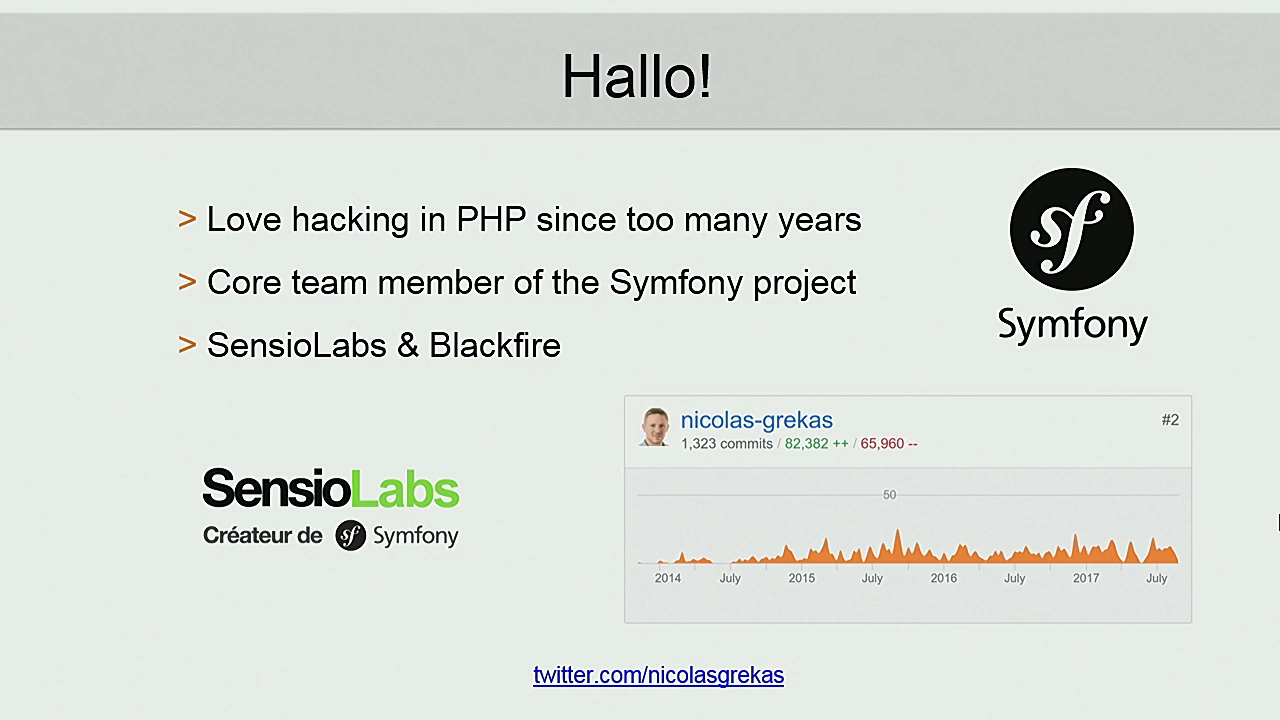 Hallo!
> Love hacking in PHP since too many years
> Core team member of the Symfony project
> SensioLabs & Blackfire
sf
Symfony
nicolas-grekas
#2
1,323 commits / 82,382 ++ / 65,960 --
50
2014 July 2015 July 2016 July 2017 July
SensioLabs
Créateur de sf Symfony
twitter.com/nicolasgrekas